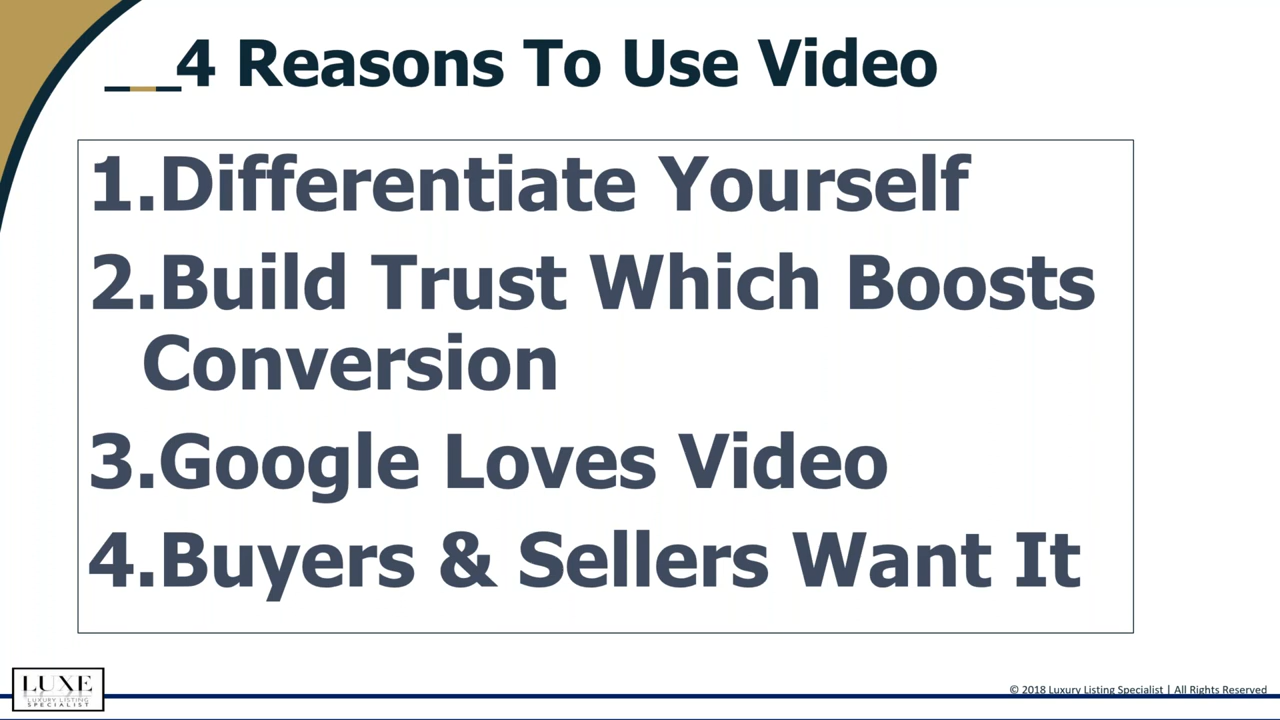 __4 Reasons To Use Video
1.Differentiate Yourself
2.Build Trust Which Boosts
Conversion
3.Google Loves Video
4.Buyers & Sellers Want It
LUXE
LUXURY LISTING
SPECIALIST
© 2018 Luxury Listing Specialist | All Rights Reserved